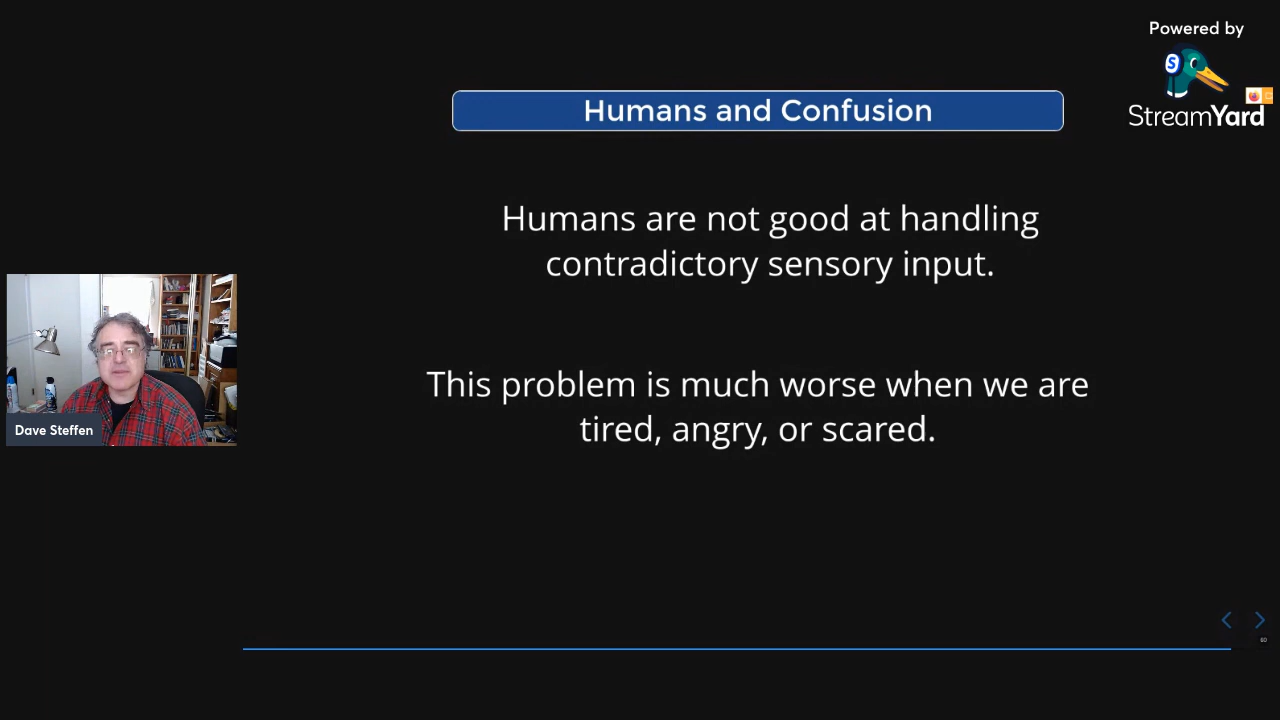 Powered by
S
StreamYard
Humans and Confusion
Humans are not good at handling
contradictory sensory input.
This problem is much worse when we are
tired, angry, or scared.
Dave Steffen